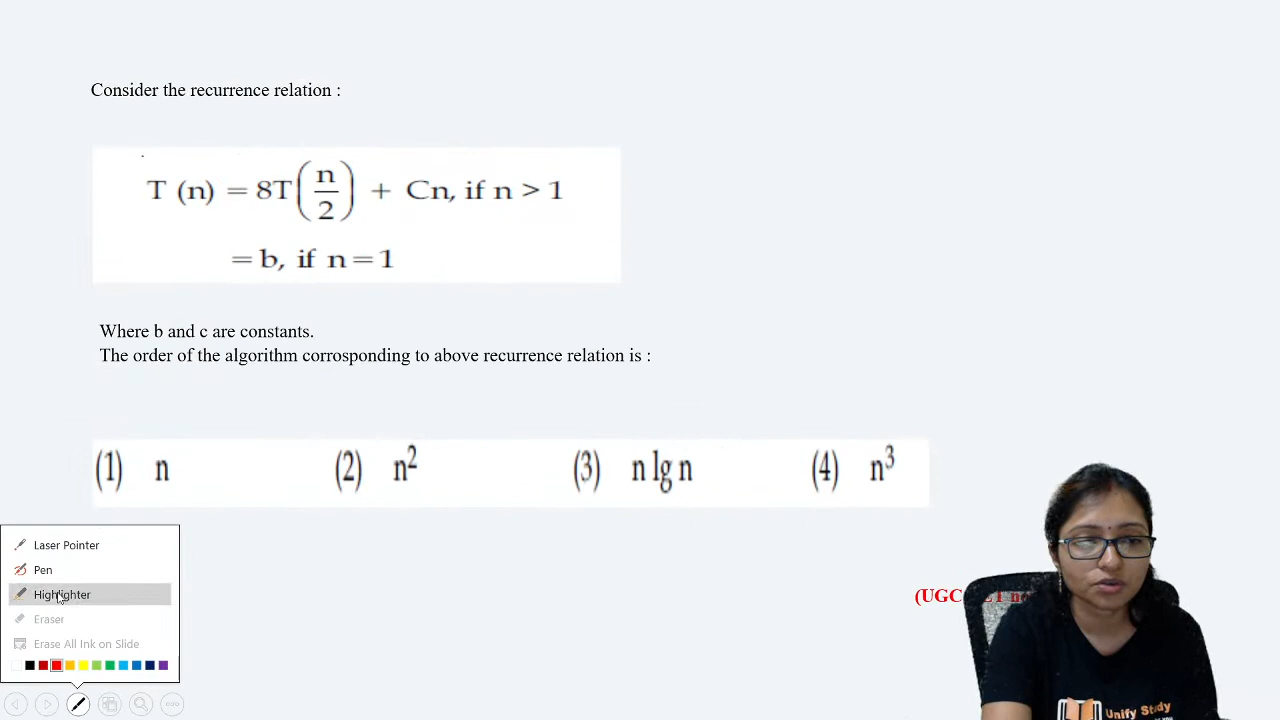 Consider the recurrence relation :
T (n) = 8T(n/2) + Cn, if n > 1
= b, if n = 1
Where b and c are constants.
The order of the algorithm corrosponding to above recurrence relation is :
(1) n (2) n² (3) n lg n (4) n³
Laser Pointer
Pen
Highlighter
Eraser
Erase All Ink on Slide
(UGC
Unify Study